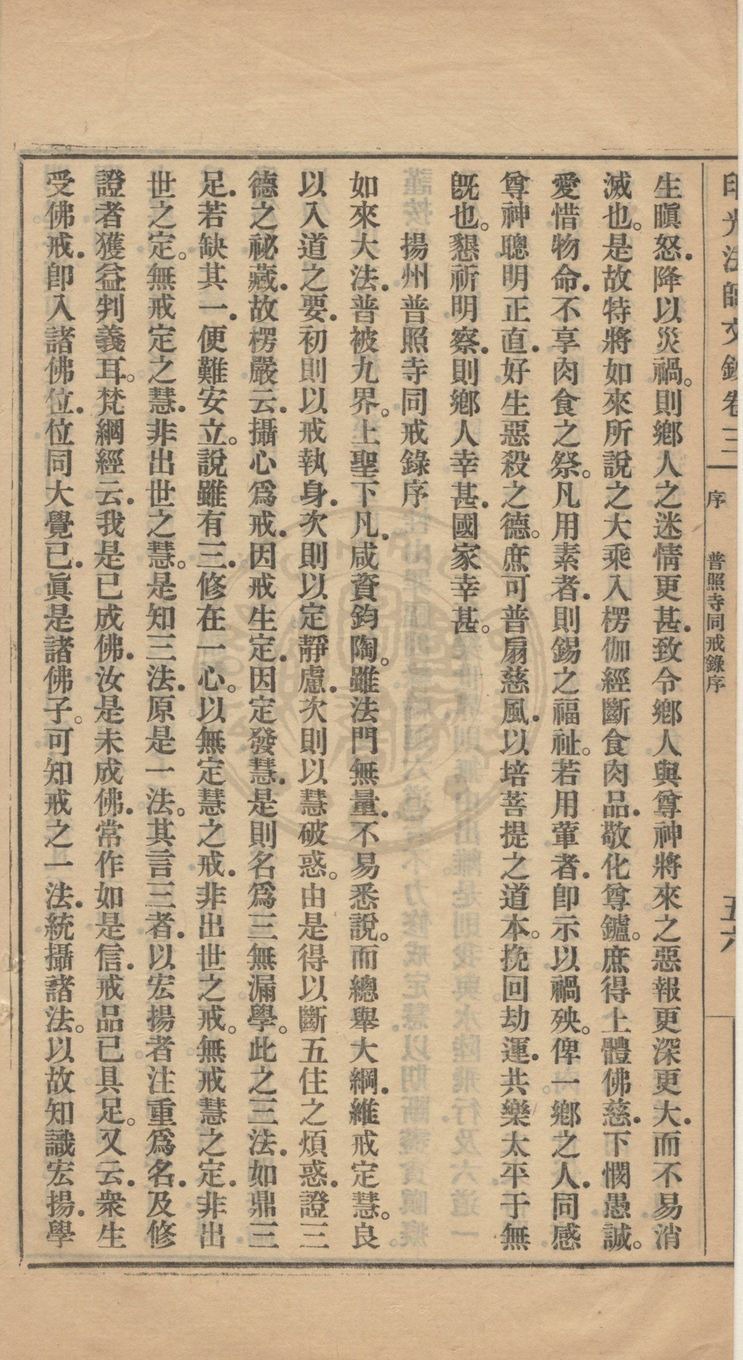 印光法師文鈔卷三　序　普照寺同戒錄序　五六
生瞋怒。降以災禍。則鄉人之迷情更甚。致令鄉人與尊神將來之惡報更深更大。而不易消
滅也。是故特將如來所說之大乘入楞伽經斷食肉品。敬化尊鑪。庶得上體佛慈。下憫愚誠。
愛惜物命。不享肉食之祭。凡用素者。則錫之福祉。若用葷者。卽示以禍殃。俾一鄉之人。同感
尊神聰明正直。好生惡殺之德。庶可普扇慈風。以培菩提之道本。挽回劫運。共樂太平于無
旣也。懇祈明察。則鄉人幸甚。國家幸甚。
揚州普照寺同戒錄序
如來大法。普被九界。上聖下凡。咸資鈞陶。雖法門無量。不易悉說。而總舉大綱。維戒定慧。良
以入道之要。初則以戒執身。次則以定靜慮。次則以慧破惑。由是得以斷五住之煩惑。證三
德之祕藏。故楞嚴云。攝心爲戒。因戒生定。因定發慧。是則名爲三無漏學。此之三法。如鼎三
足。若缺其一。便難安立。說雖有三。修在一心。以無定慧之戒。非出世之戒。無戒慧之定。非出
世之定。無戒定之慧。非出世之慧。是知三法。原是一法。其言三者。以宏揚者注重爲名。及修
證者獲益判義耳。梵綱經云。我是已成佛。汝是未成佛。常作如是信。戒品已具足。又云。衆生
受佛戒。卽入諸佛位。位同大覺已。眞是諸佛子。可知戒之一法。統攝諸法。以故知識宏揚。學